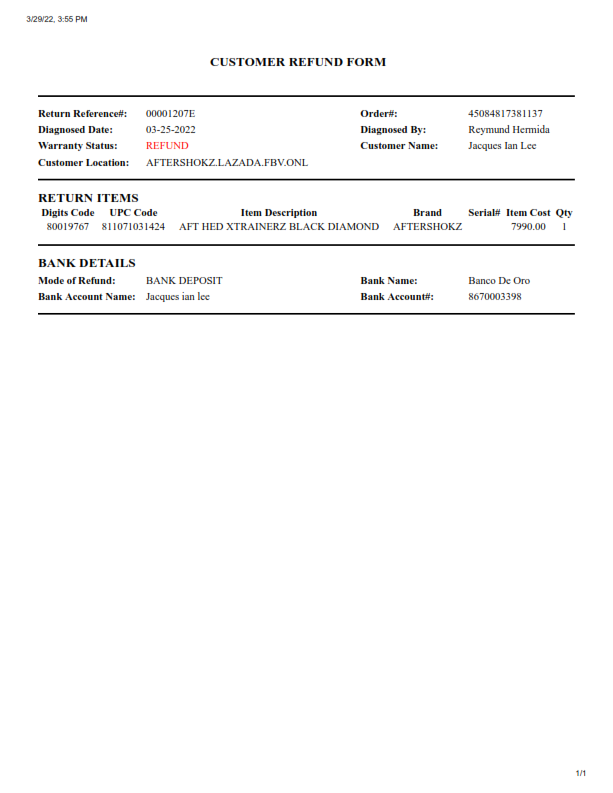 3/29/22, 3:55 PM
CUSTOMER REFUND FORM
Return Reference#: 00001207E Order#: 45084817381137
Diagnosed Date: 03-25-2022 Diagnosed By: Reymund Hermida
Warranty Status: REFUND Customer Name: Jacques Ian Lee
Customer Location: AFTERSHOKZ.LAZADA.FBV.ONL
RETURN ITEMS
Digits Code UPC Code Item Description Brand Serial# Item Cost Qty
80019767 811071031424 AFT HED XTRAINERZ BLACK DIAMOND AFTERSHOKZ 7990.00 1
BANK DETAILS
Mode of Refund: BANK DEPOSIT Bank Name: Banco De Oro
Bank Account Name: Jacques ian lee Bank Account#: 8670003398
1/1